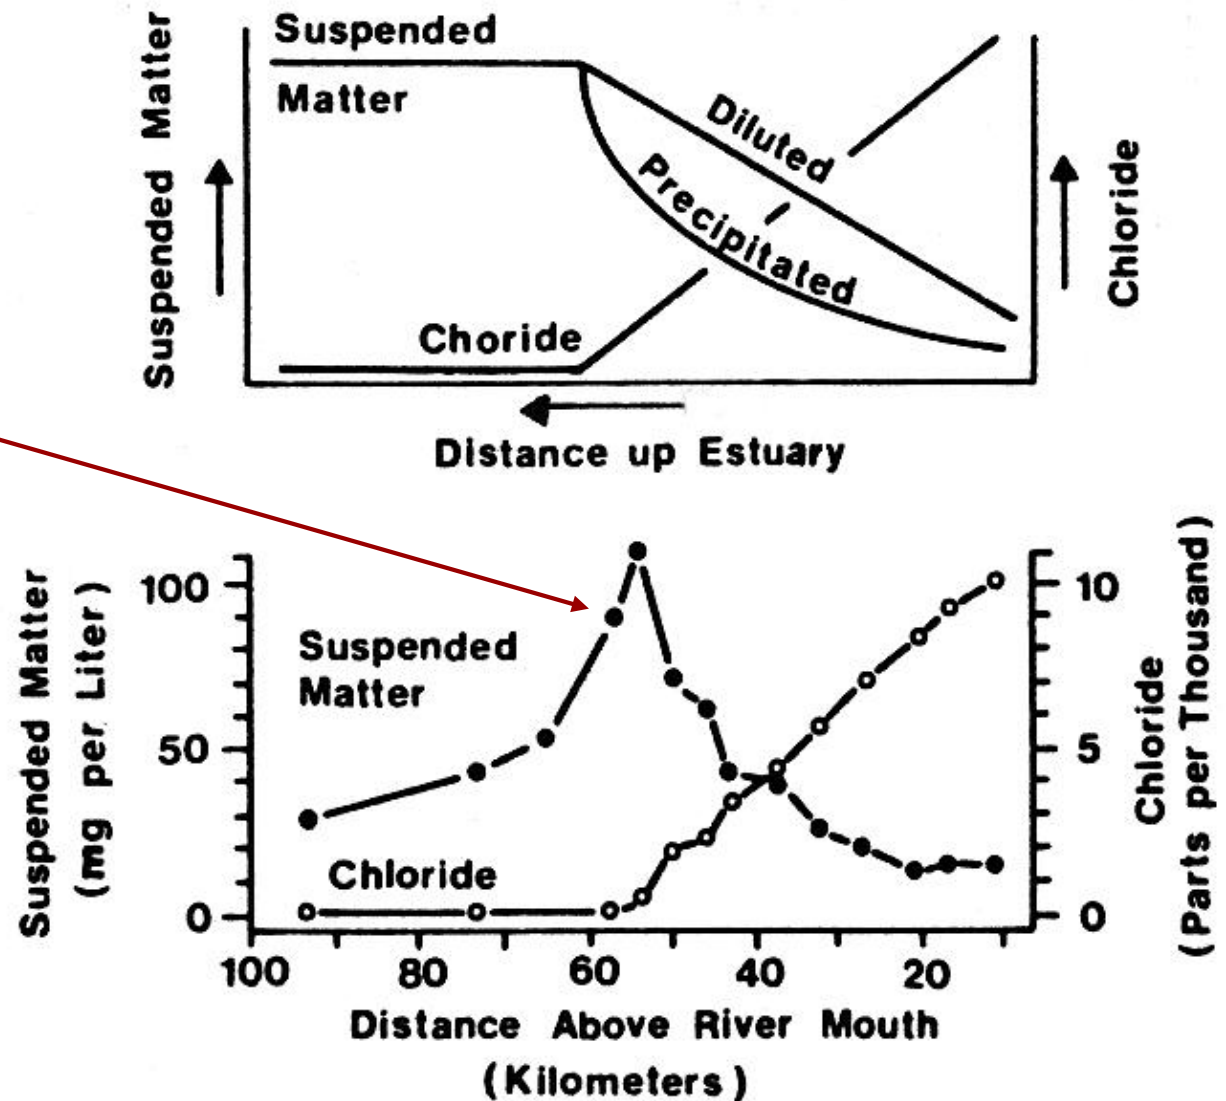 Suspended Matter
Suspended
Matter
Diluted
Precipitated
Choride
Chloride
Distance up Estuary
Suspended Matter
(mg per Liter)
100
50
0
Suspended
Matter
Chloride
10
5
0
Chloride
(Parts per Thousand)
100 80 60 40 20
Distance Above River Mouth
(Kilometers)